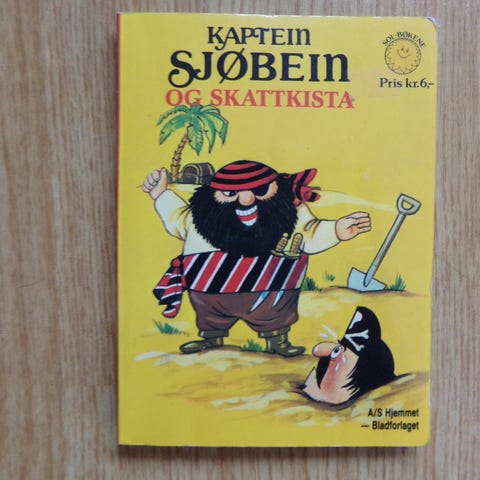 KAPTEIN
SJØBEIN
OG SKATTKISTA
SOL-BØKENE
Pris kr.6,-
A/S Hjemmet
— Bladforlaget